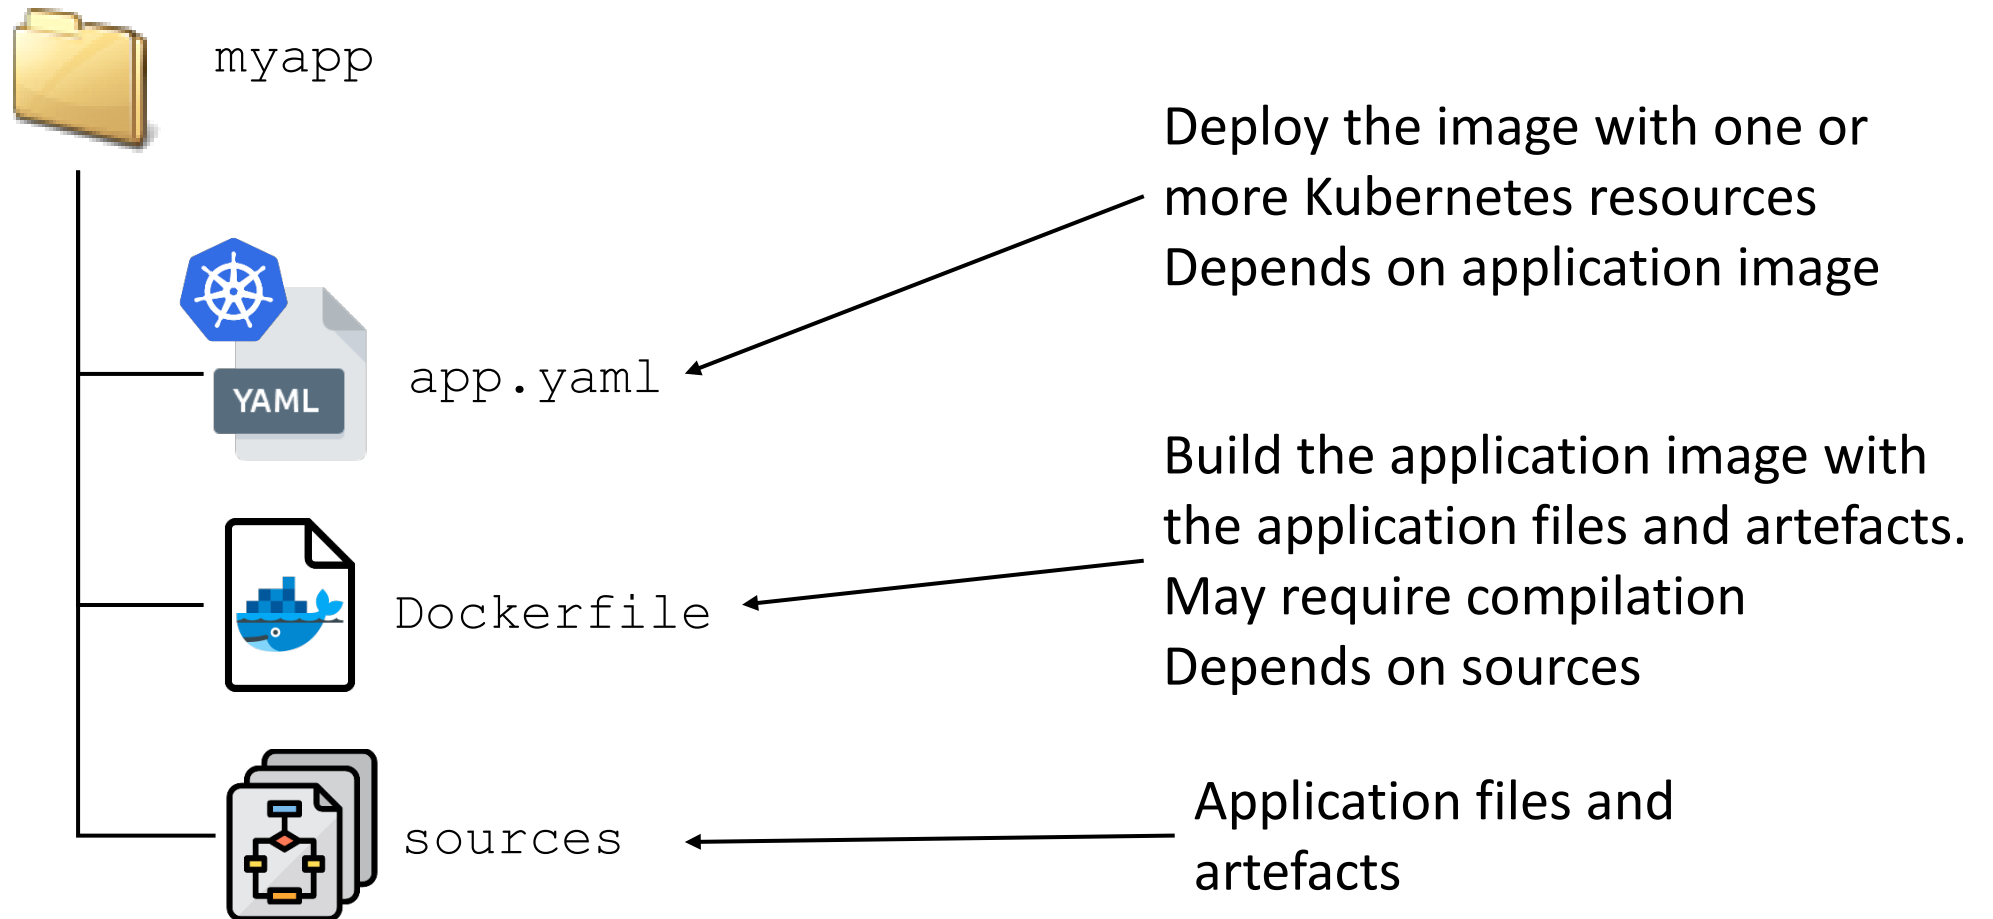 myapp
Deploy the image with one or
more Kubernetes resources
Depends on application image
YAML
app.yaml
Build the application image with
the application files and artefacts.
May require compilation
Depends on sources
Dockerfile
Application files and
artefacts
sources